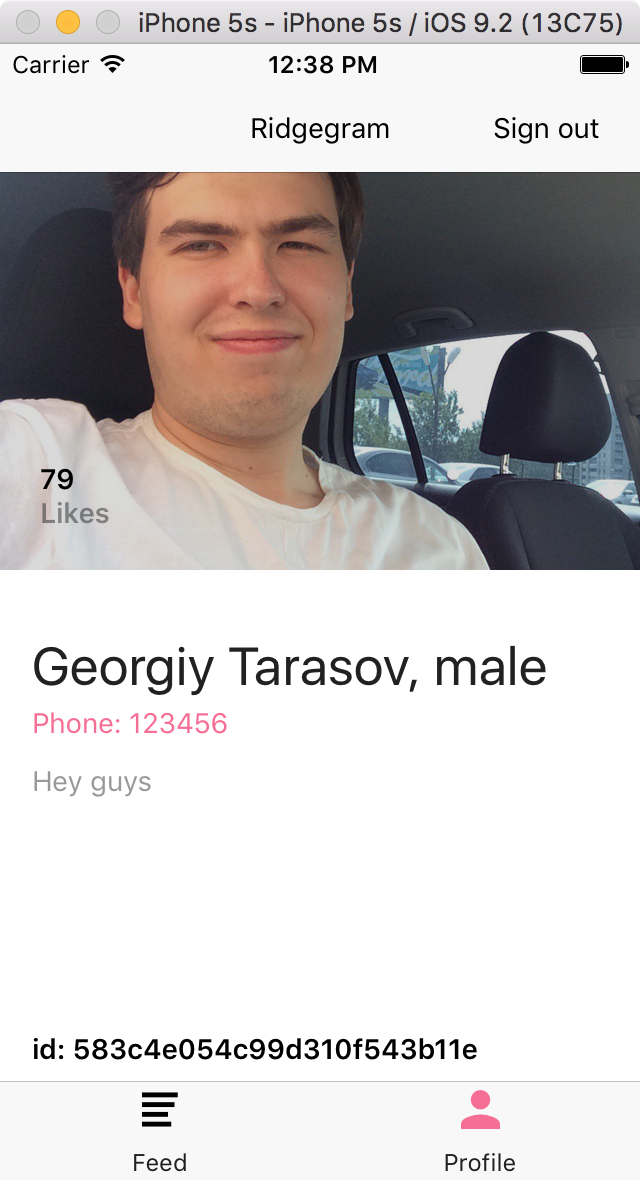 iPhone 5s - iPhone 5s / iOS 9.2 (13C75)
Carrier 12:38 PM
Ridgegram Sign out
79
Likes
Georgiy Tarasov, male
Phone: 123456
Hey guys
id: 583c4e054c99d310f543b11e
Feed Profile